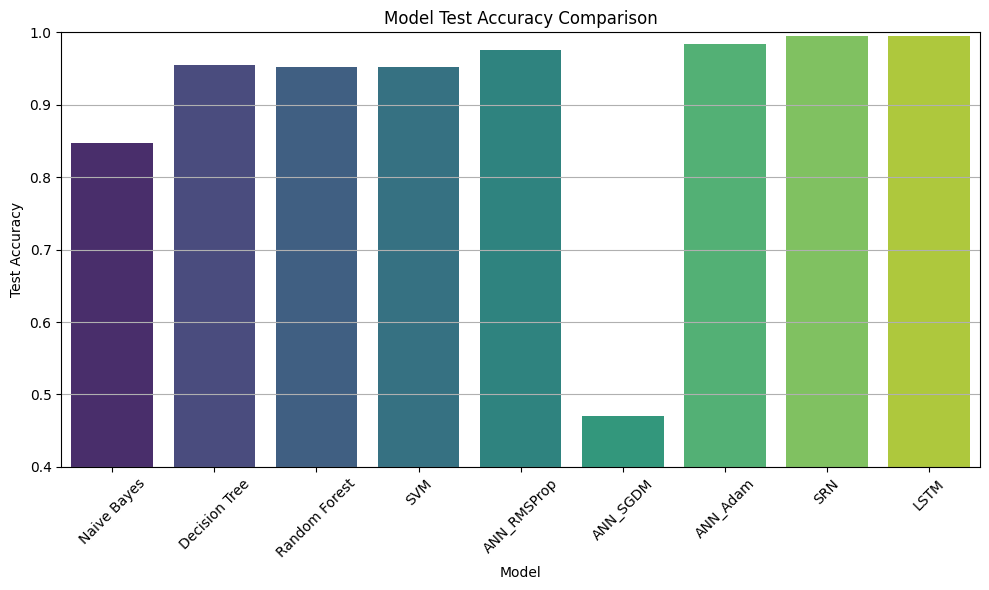 Model Test Accuracy Comparison
Test Accuracy
1.0
0.9
0.8
0.7
0.6
0.5
0.4
Naive Bayes
Decision Tree
Random Forest
SVM
ANN_RMSProp
ANN_SGDM
ANN_Adam
SRN
LSTM
Model